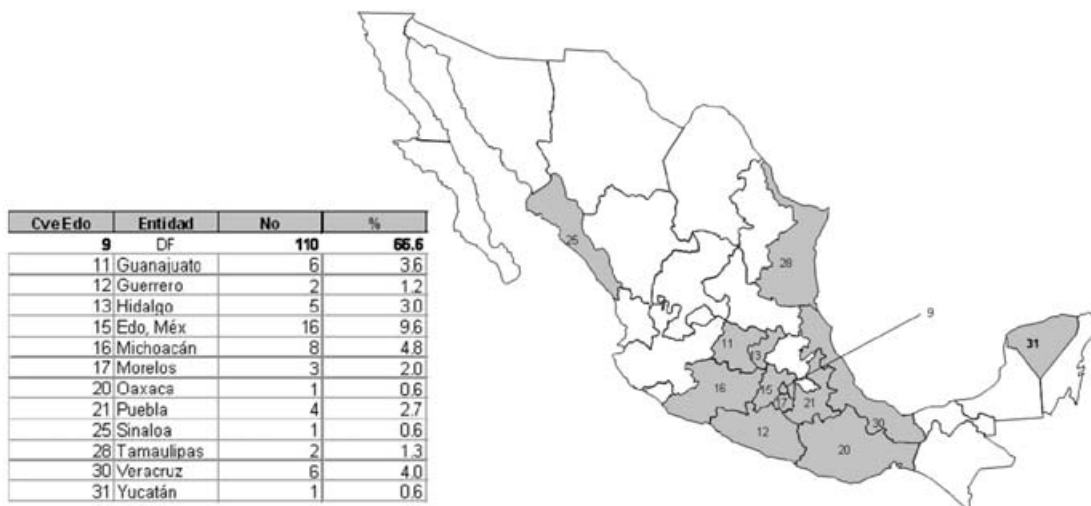 CveEdo Entidad No %
9 DF 110 66.6
11 Guanajuato 6 3.6
12 Guerrero 2 1.2
13 Hidalgo 5 3.0
15 Edo, Méx 16 9.6
16 Michoacán 8 4.8
17 Morelos 3 2.0
20 Oaxaca 1 0.6
21 Puebla 4 2.7
25 Sinaloa 1 0.6
28 Tamaulipas 2 1.3
30 Veracruz 6 4.0
31 Yucatán 1 0.6
25
28
9
11
13
31
16
15
17
21
12
30
20